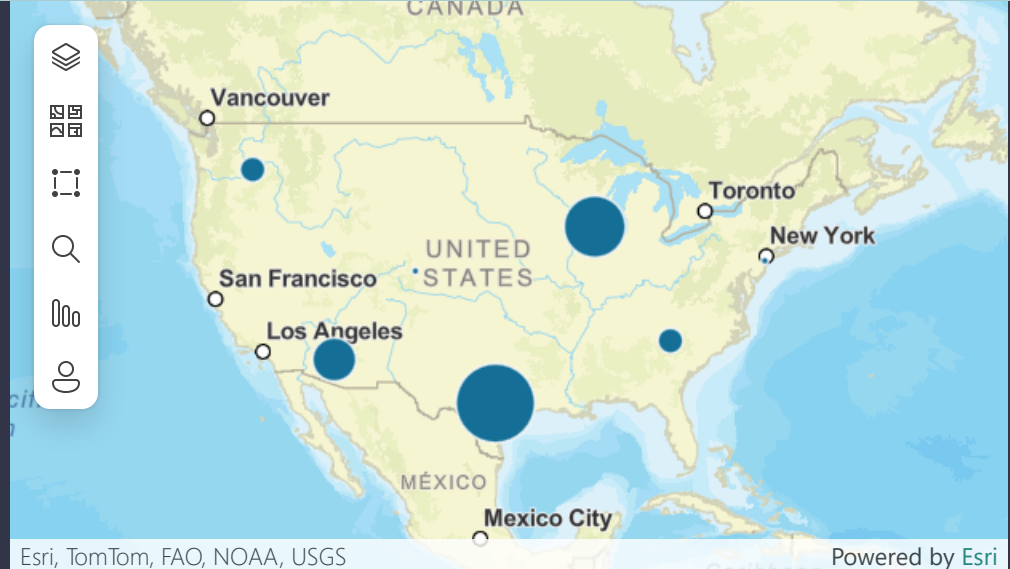 CANADA
Vancouver
Toronto
New York
UNITED
STATES
San Francisco
Los Angeles
MÉXICO
Mexico City
Esri, TomTom, FAO, NOAA, USGS
Powered by Esri